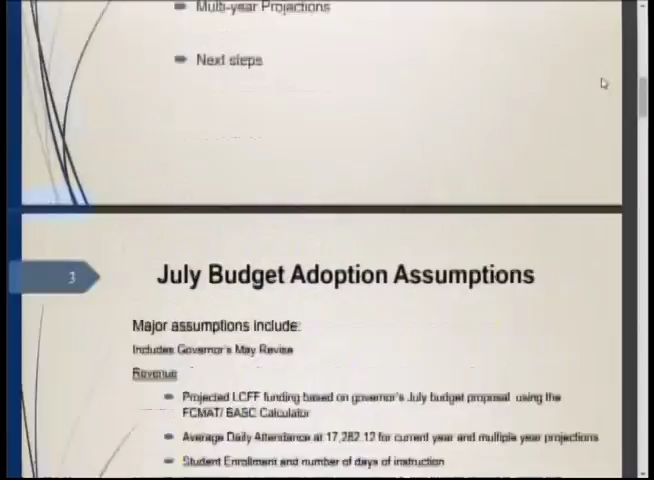 Multi-year Projections
Next steps
3
July Budget Adoption Assumptions
Major assumptions include:
Includes Governor's May Revise
Revenue
Projected LCFF funding based on governor's July budget proposal using the
FCMAT/ BASC Calculator
Average Daily Attendance at 17,282.12 for current year and multiple year projections
Student Enrollment and number of days of instruction